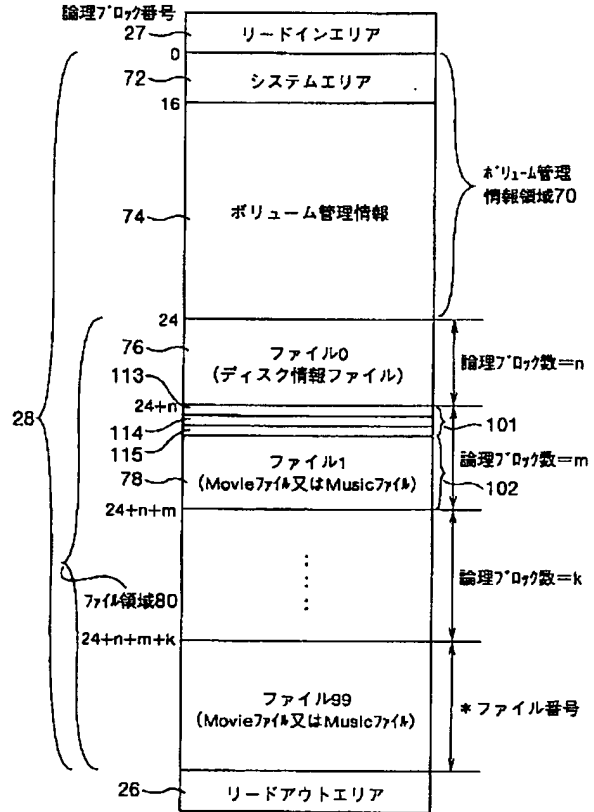 論理ブロック番号
27
リードインエリア
0
72
システムエリア
16
74
ボリューム管理情報
ボリューム管理
情報領域70
24
76
ファイル0
(ディスク情報ファイル)
論理ブロック数=n
113
24+n
28
114
101
115
論理ブロック数=m
78
ファイル1
(Movieファイル又はMusicファイル)
102
24+n+m
論理ブロック数=k
ファイル領域80
24+n+m+k
ファイル99
(Movieファイル又はMusicファイル)
*ファイル番号
26
リードアウトエリア